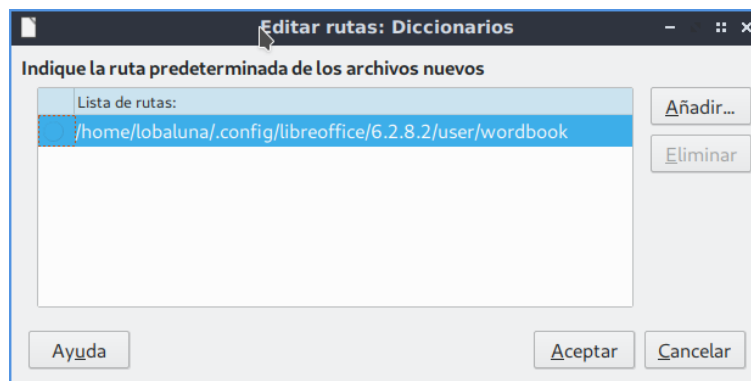 Editar rutas: Diccionarios
Indique la ruta predeterminada de los archivos nuevos
Lista de rutas:
/home/lobaluna/.config/libreoffice/6.2.8.2/user/wordbook
Añadir...
Eliminar
Ayuda
Aceptar
Cancelar